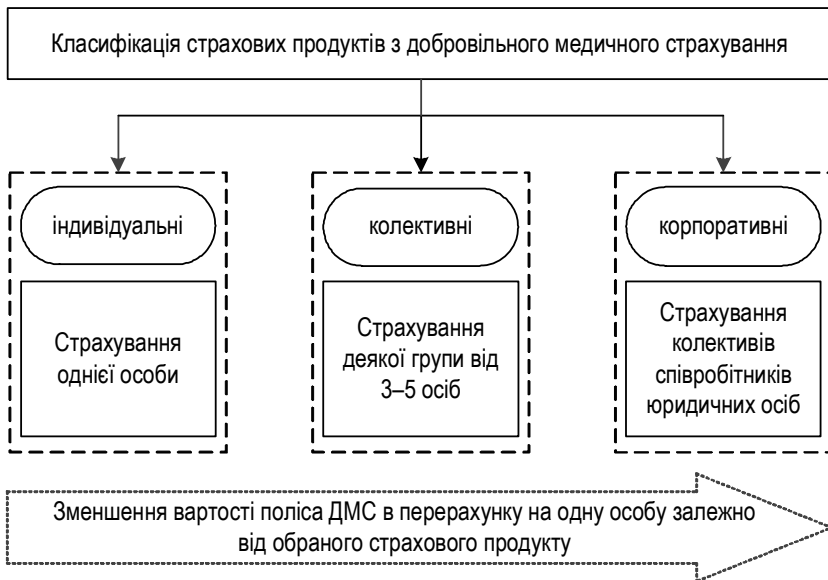 Класифікація страхових продуктів з добровільного медичного страхування
індивідуальні
колективні
корпоративні
Страхування
однієї особи
Страхування
деякої групи від
3–5 осіб
Страхування
колективів
співробітників
юридичних осіб
Зменшення вартості поліса ДМС в перерахунку на одну особу залежно
від обраного страхового продукту